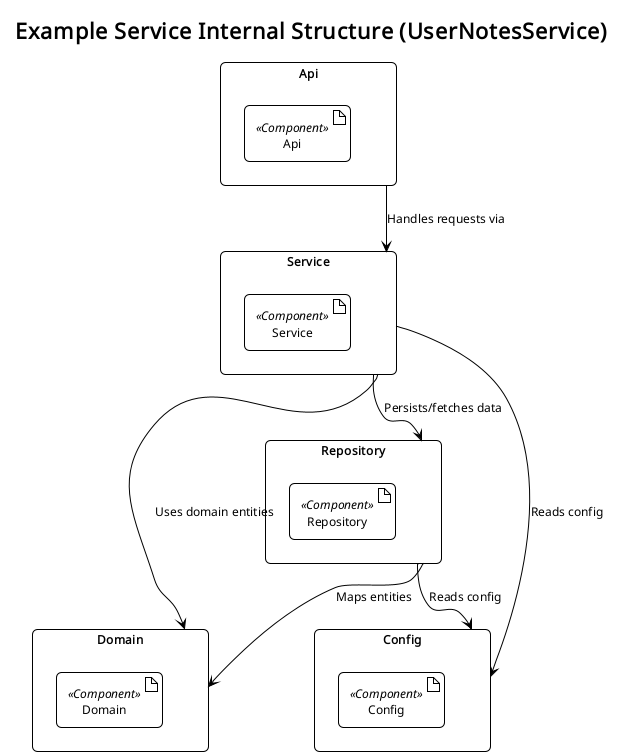 Example Service Internal Structure (UserNotesService)
Api
«Component»
Api
Handles requests via
Service
«Component»
Service
Persists/fetches data
Repository
«Component»
Repository
Uses domain entities
Reads config
Maps entities
Reads config
Domain
«Component»
Domain
Config
«Component»
Config